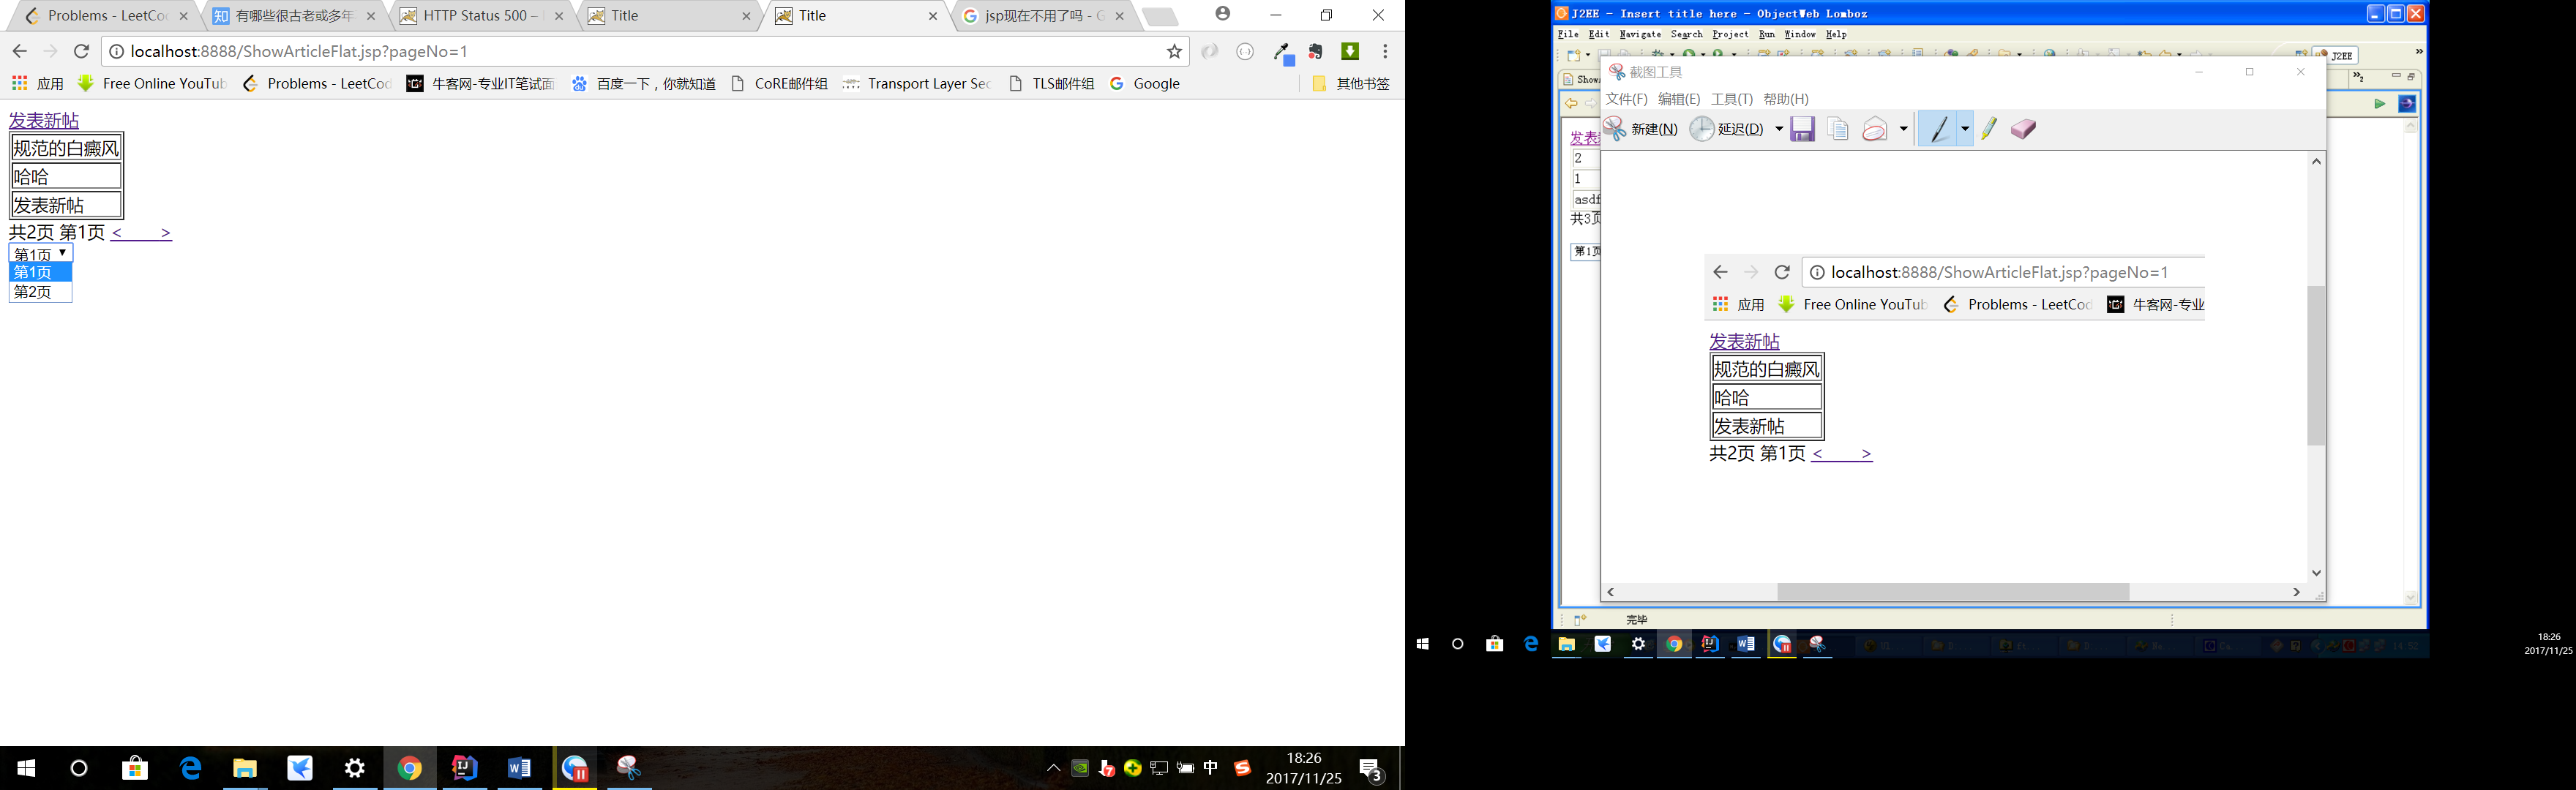 Problems - LeetCo
有哪些很古老或多年
HTTP Status 500 –
Title
Title
jsp现在不用了吗 - G
localhost:8888/ShowArticleFlat.jsp?pageNo=1
应用
Free Online YouTub
Problems - LeetCod
牛客网-专业IT笔试面
百度一下，你就知道
CoRE邮件组
Transport Layer Sec
TLS邮件组
Google
其他书签
发表新帖
规范的白癜风
哈哈
发表新帖
共2页 第1页 < >
第1页
第1页
第2页
中
18:26
2017/11/25
3
J2EE - Insert title here - ObjectWeb Lomboz
File Edit Navigate Search Project Run Window Help
J2EE
Show
发表
2
1
asdf
共3页
第1页
截图工具
文件(F) 编辑(E) 工具(T) 帮助(H)
新建(N) 延迟(D)
localhost:8888/ShowArticleFlat.jsp?pageNo=1
应用
Free Online YouTub
Problems - LeetCod
牛客网-专业
发表新帖
规范的白癜风
哈哈
发表新帖
共2页 第1页 < >
完毕
14:52
18:26
2017/11/25